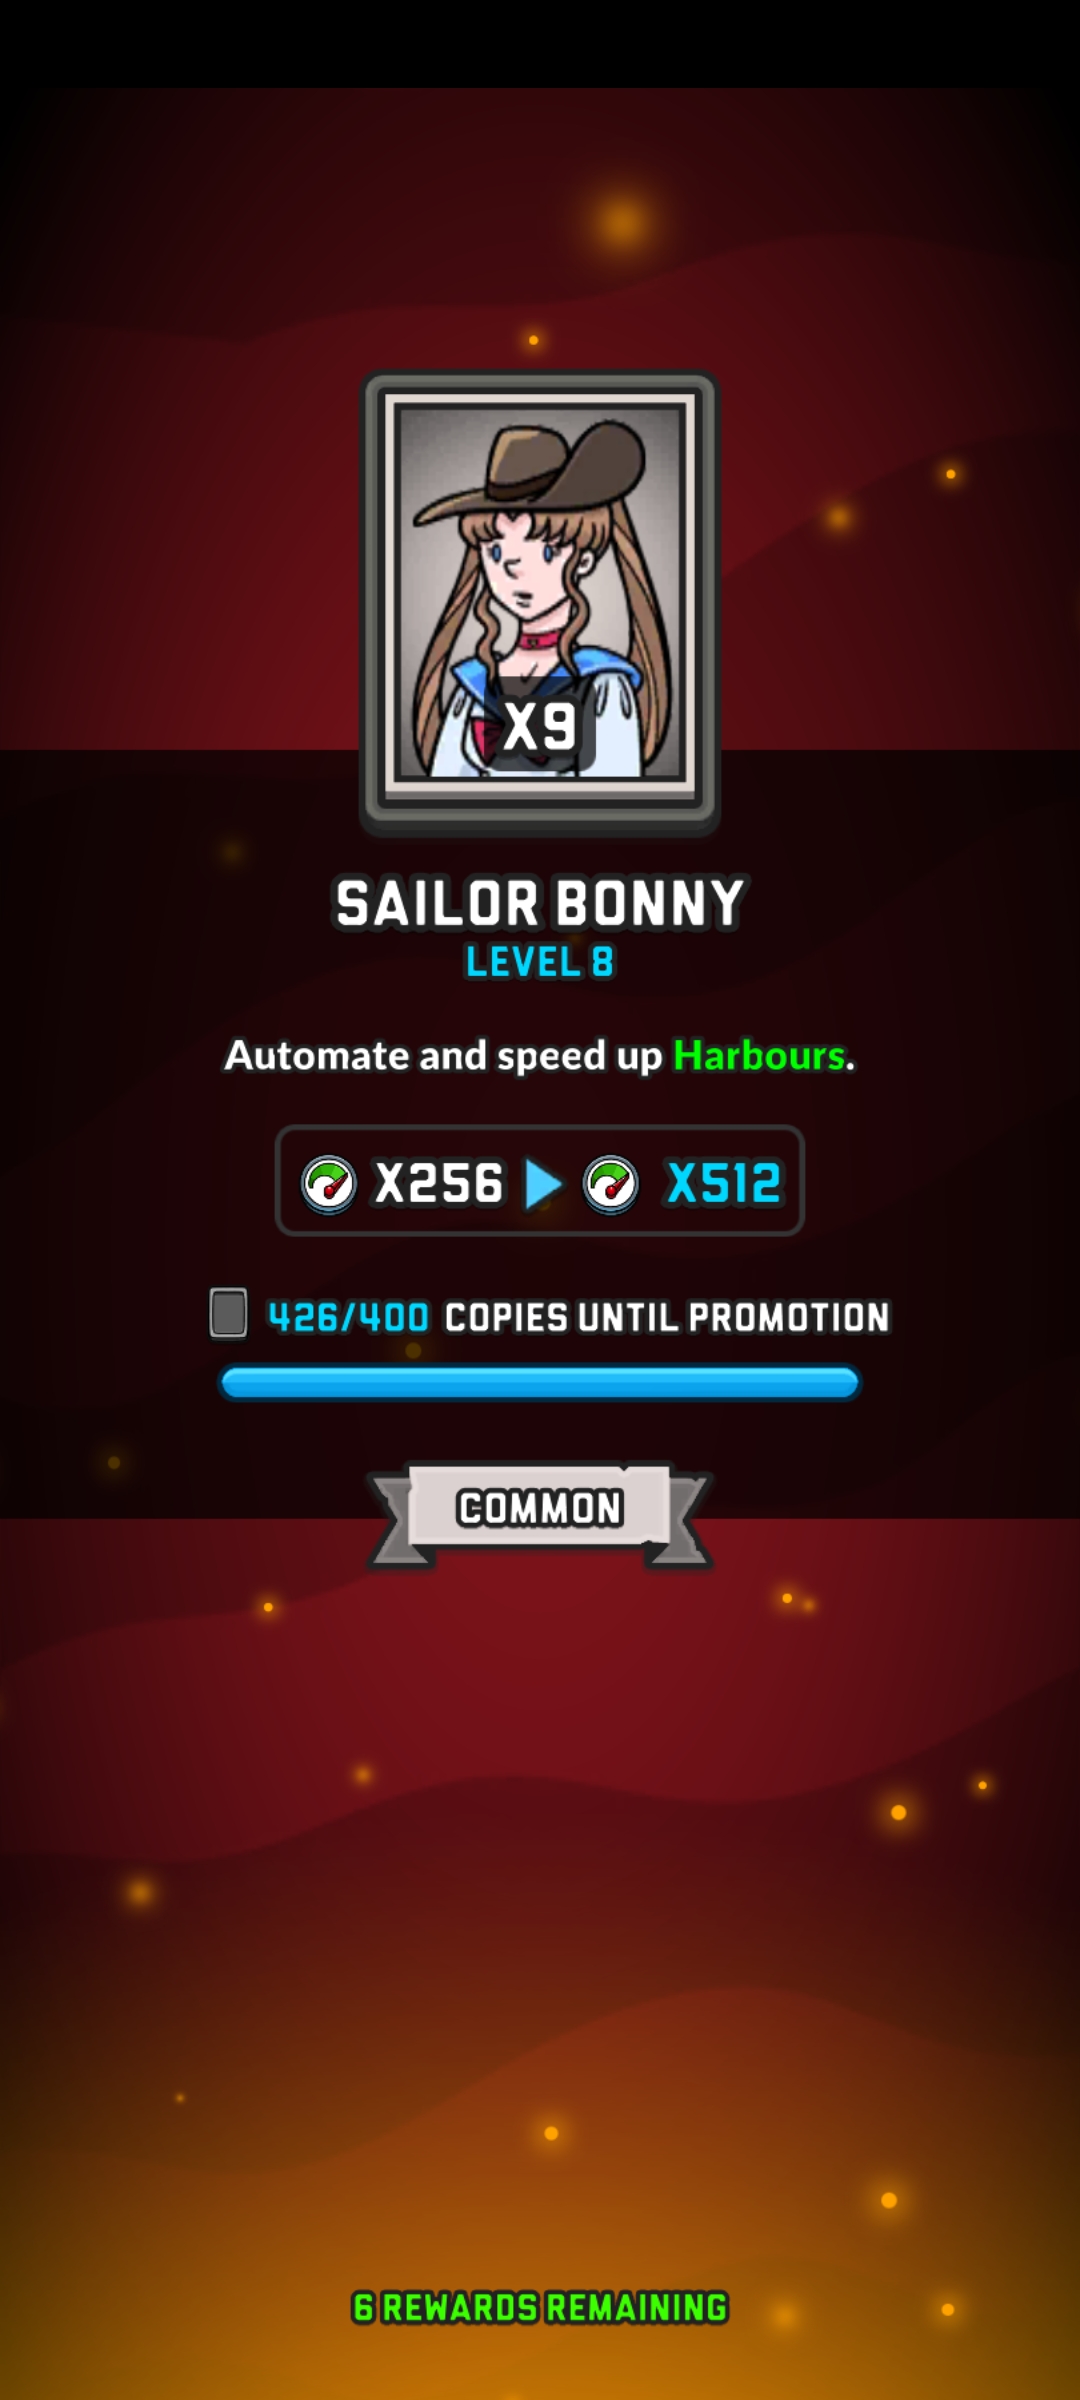 X9
SAILOR BONNY
LEVEL 8
Automate and speed up Harbours.
X256 X512
426/400 COPIES UNTIL PROMOTION
COMMON
6 REWARDS REMAINING